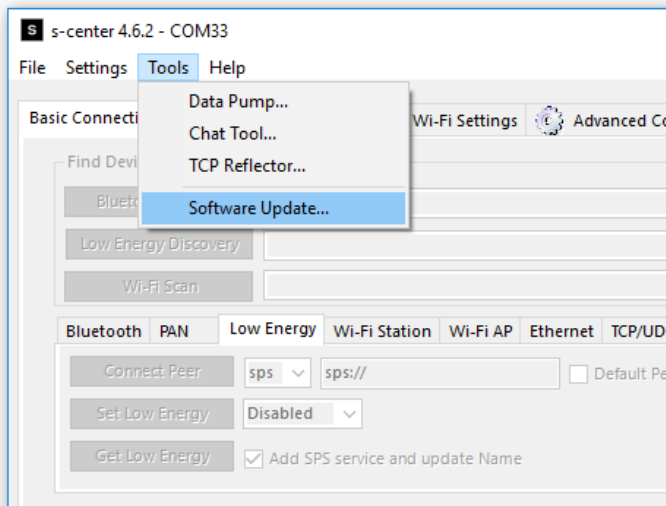 S s-center 4.6.2 - COM33
File Settings Tools Help
Data Pump...
Chat Tool...
TCP Reflector...
Software Update...
Basic Connecti
Wi-Fi Settings
Advanced Co
Find Devi
Blueto
Low Energy Discovery
Wi-Fi Scan
Bluetooth PAN Low Energy Wi-Fi Station Wi-Fi AP Ethernet TCP/UD
Connect Peer sps sps:// Default Pe
Set Low Energy Disabled
Get Low Energy Add SPS service and update Name